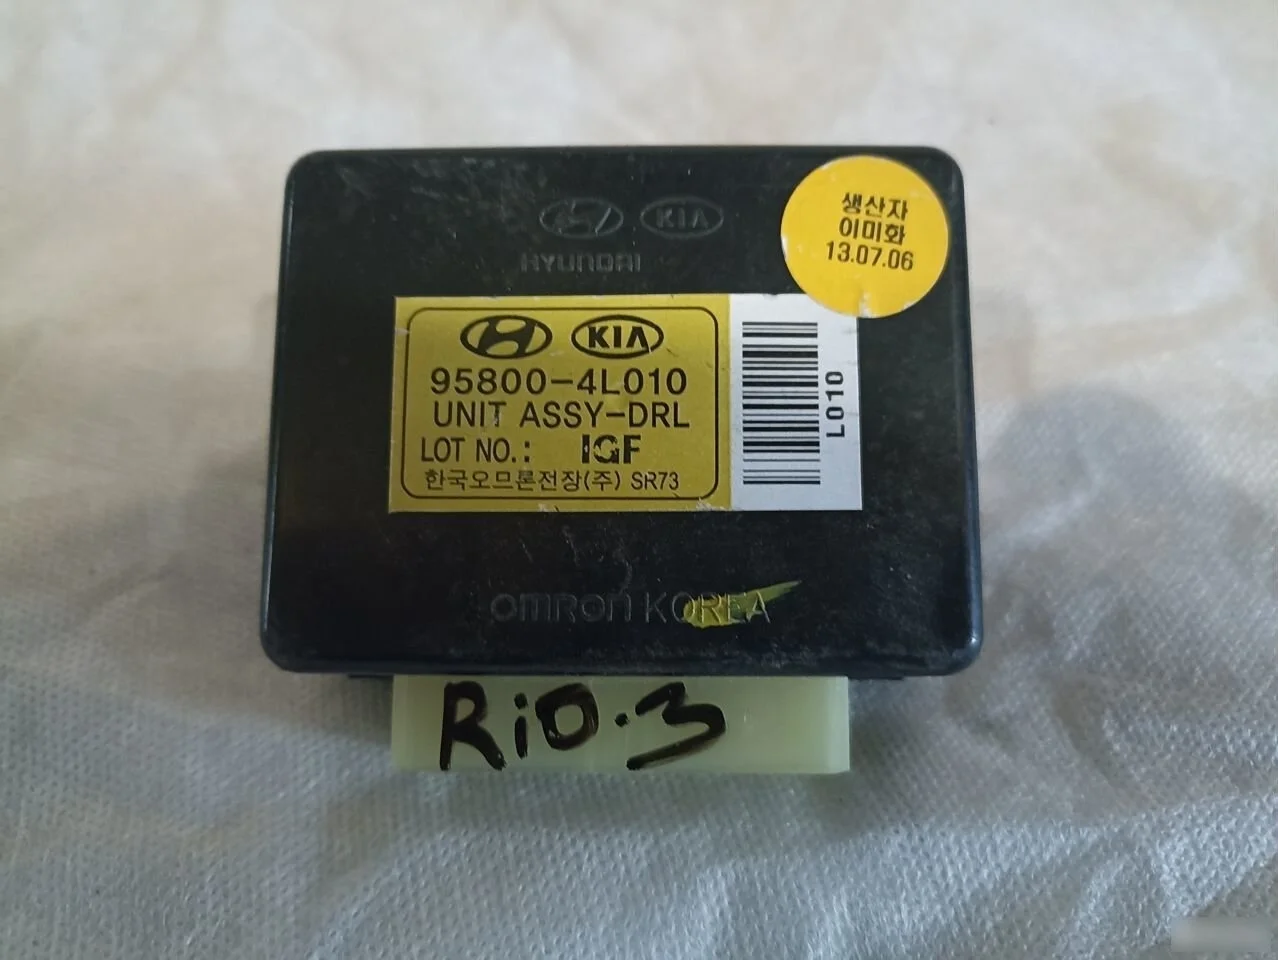 KIA
HYUNDAI
생산자
이미화
13.07.06
KIA
95800-4L010
UNIT ASSY-DRL
LOT NO.: IGF
한국오므론전장(주) SR73
L010
OMRON KOREA
RiO.3